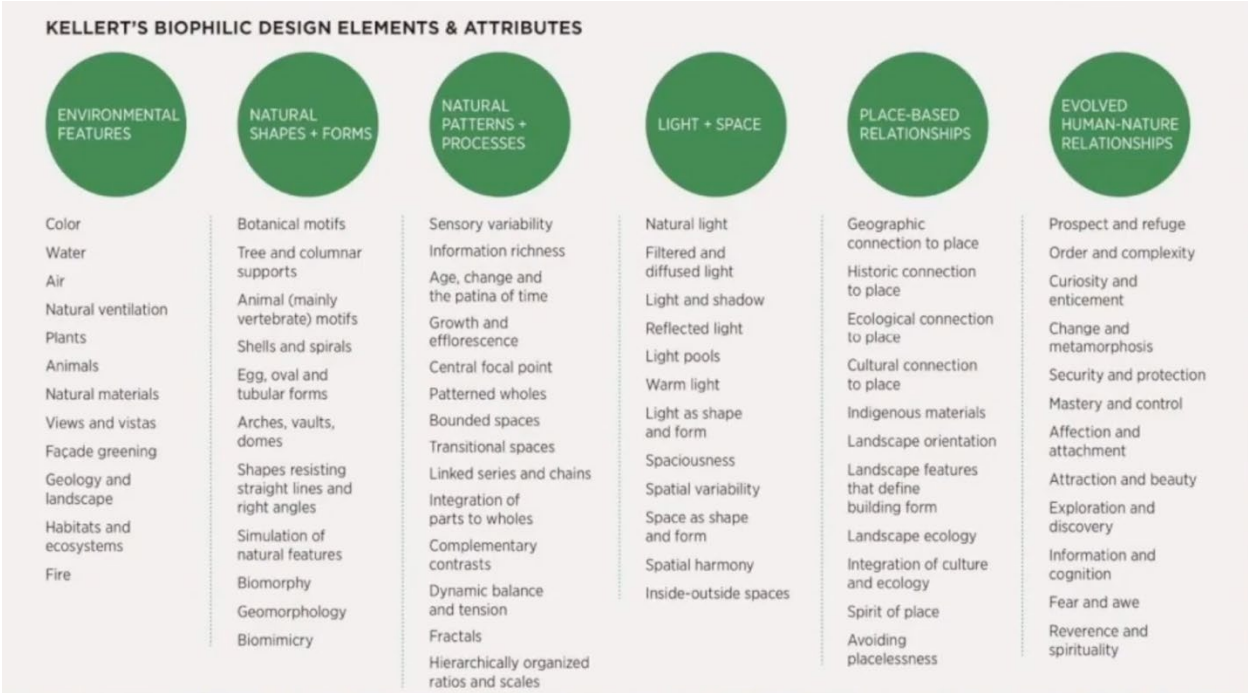 KELLERT'S BIOPHILIC DESIGN ELEMENTS & ATTRIBUTES
ENVIRONMENTAL
FEATURES
Color
Water
Air
Natural ventilation
Plants
Animals
Natural materials
Views and vistas
Façade greening
Geology and
landscape
Habitats and
ecosystems
Fire
NATURAL
SHAPES + FORMS
Botanical motifs
Tree and columnar
supports
Animal (mainly
vertebrate) motifs
Shells and spirals
Egg, oval and
tubular forms
Arches, vaults,
domes
Shapes resisting
straight lines and
right angles
Simulation of
natural features
Biomorphy
Geomorphology
Biomimicry
NATURAL
PATTERNS +
PROCESSES
Sensory variability
Information richness
Age, change and
the patina of time
Growth and
efflorescence
Central focal point
Patterned wholes
Bounded spaces
Transitional spaces
Linked series and chains
Integration of
parts to wholes
Complementary
contrasts
Dynamic balance
and tension
Fractals
Hierarchically organized
ratios and scales
LIGHT + SPACE
Natural light
Filtered and
diffused light
Light and shadow
Reflected light
Light pools
Warm light
Light as shape
and form
Spaciousness
Spatial variability
Space as shape
and form
Spatial harmony
Inside-outside spaces
PLACE-BASED
RELATIONSHIPS
Geographic
connection to place
Historic connection
to place
Ecological connection
to place
Cultural connection
to place
Indigenous materials
Landscape orientation
Landscape features
that define
building form
Landscape ecology
Integration of culture
and ecology
Spirit of place
Avoiding
placelessness
EVOLVED
HUMAN-NATURE
RELATIONSHIPS
Prospect and refuge
Order and complexity
Curiosity and
enticement
Change and
metamorphosis
Security and protection
Mastery and control
Affection and
attachment
Attraction and beauty
Exploration and
discovery
Information and
cognition
Fear and awe
Reverence and
spirituality